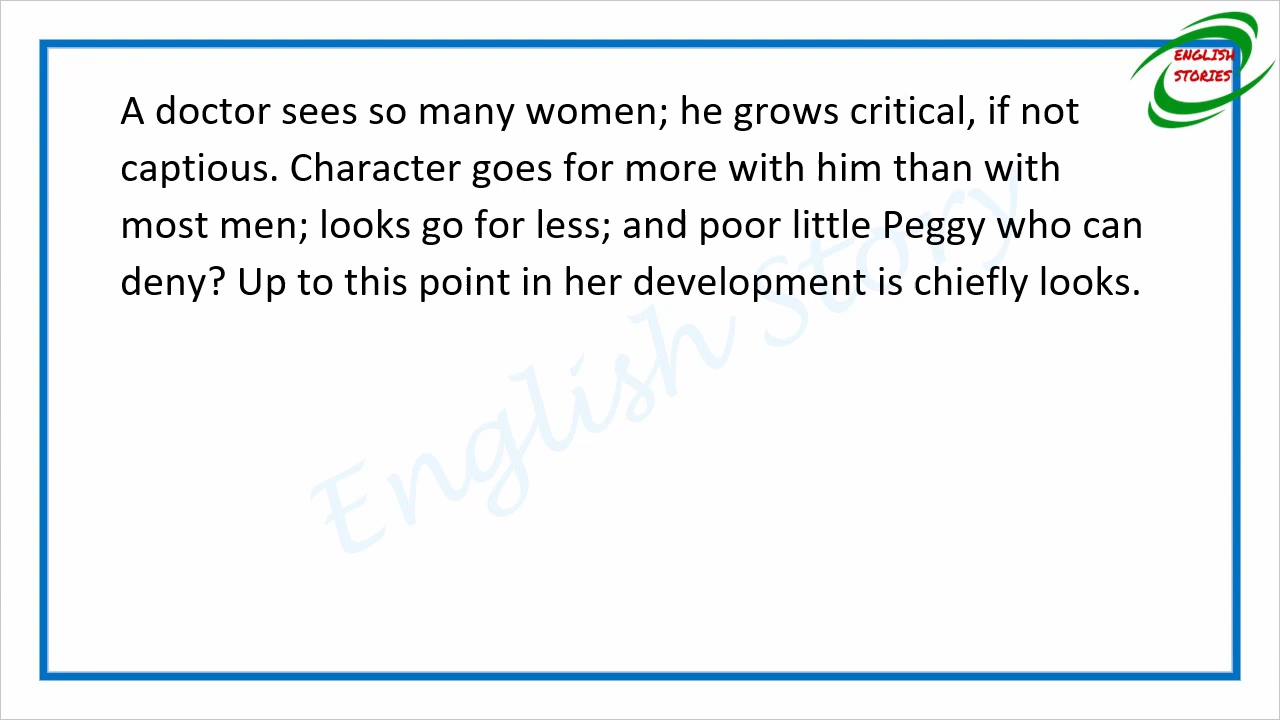 ENGLISH
STORIES
A doctor sees so many women; he grows critical, if not
captious. Character goes for more with him than with
most men; looks go for less; and poor little Peggy who can
deny? Up to this point in her development is chiefly looks.
English Story